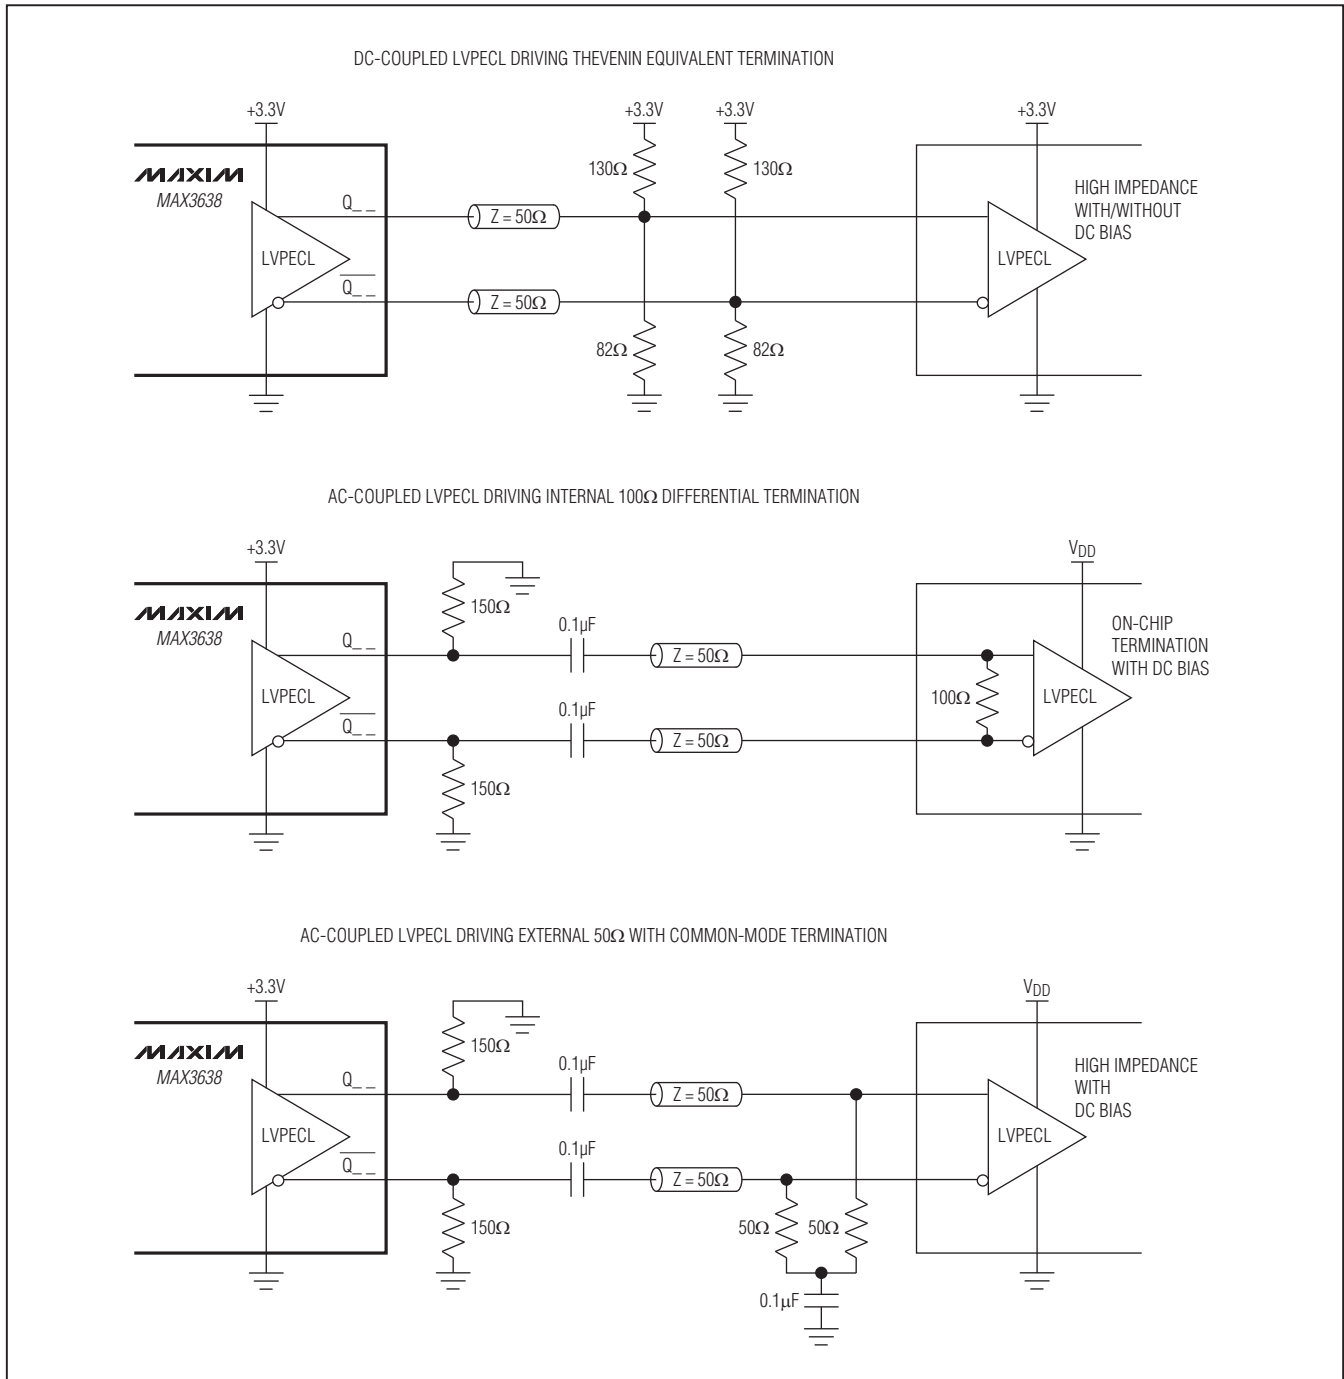 DC-COUPLED LVPECL DRIVING THEVENIN EQUIVALENT TERMINATION
+3.3V
+3.3V
+3.3V
+3.3V
MAXIM
MAX3638
130Ω
130Ω
HIGH IMPEDANCE
WITH/WITHOUT
DC BIAS
Q_ _
Z = 50Ω
LVPECL
LVPECL
Q_ _
Z = 50Ω
82Ω
82Ω
AC-COUPLED LVPECL DRIVING INTERNAL 100Ω DIFFERENTIAL TERMINATION
+3.3V
VDD
MAXIM
MAX3638
150Ω
0.1µF
ON-CHIP
TERMINATION
WITH DC BIAS
Q_ _
Z = 50Ω
LVPECL
100Ω
LVPECL
0.1µF
Q_ _
Z = 50Ω
150Ω
AC-COUPLED LVPECL DRIVING EXTERNAL 50Ω WITH COMMON-MODE TERMINATION
+3.3V
VDD
MAXIM
MAX3638
150Ω
0.1µF
HIGH IMPEDANCE
WITH
DC BIAS
Q_ _
Z = 50Ω
LVPECL
LVPECL
0.1µF
Q_ _
Z = 50Ω
150Ω
50Ω
50Ω
0.1µF